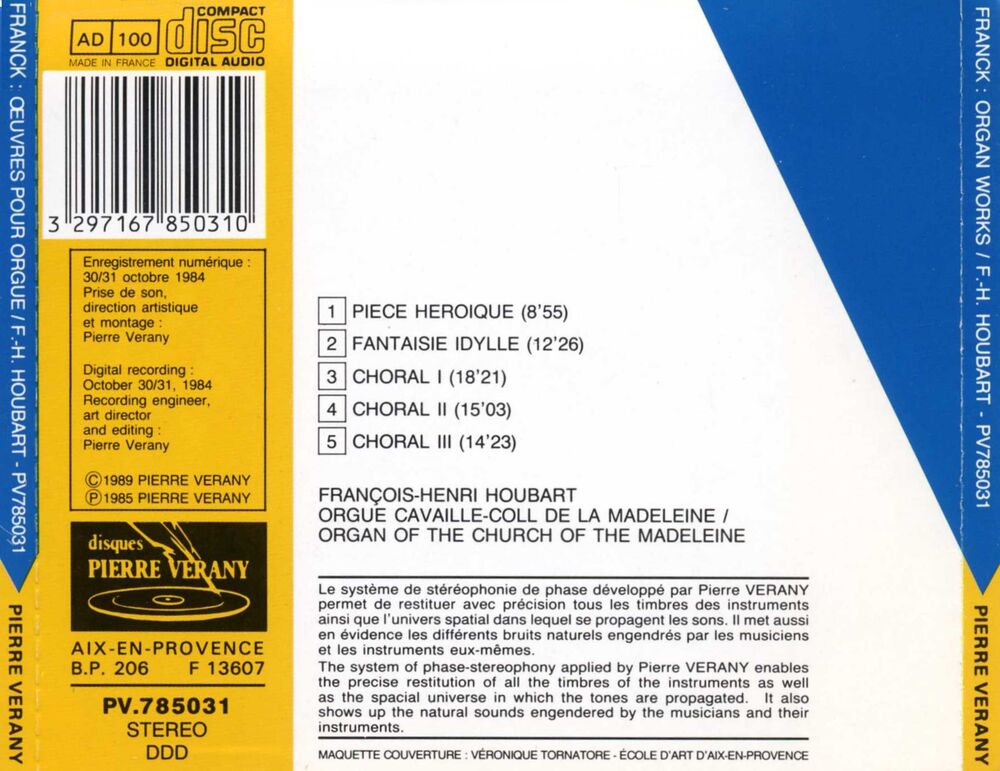 FRANCK : ŒUVRES POUR ORGUE / F.-H. HOUBART - PV785031
PIERRE VERANY
AD 100
COMPACT
disc
DIGITAL AUDIO
MADE IN FRANCE
3 297167 850310
Enregistrement numérique :
30/31 octobre 1984
Prise de son,
direction artistique
et montage :
Pierre Verany
Digital recording :
October 30/31, 1984
Recording engineer,
art director
and editing :
Pierre Verany
Ⓒ1989 PIERRE VERANY
Ⓟ1985 PIERRE VERANY
disques
PIERRE VERANY
AIX-EN-PROVENCE
B.P. 206 F 13607
PV.785031
STEREO
DDD
1 PIECE HEROIQUE (8'55)
2 FANTAISIE IDYLLE (12'26)
3 CHORAL I (18'21)
4 CHORAL II (15'03)
5 CHORAL III (14'23)
FRANÇOIS-HENRI HOUBART
ORGUE CAVAILLE-COLL DE LA MADELEINE /
ORGAN OF THE CHURCH OF THE MADELEINE
Le système de stéréophonie de phase développé par Pierre VERANY
permet de restituer avec précision tous les timbres des instruments
ainsi que l'univers spatial dans lequel se propagent les sons. Il met aussi
en évidence les différents bruits naturels engendrés par les musiciens
et les instruments eux-mêmes.
The system of phase-stereophony applied by Pierre VERANY enables
the precise restitution of all the timbres of the instruments as well
as the spacial universe in which the tones are propagated. It also
shows up the natural sounds engendered by the musicians and their
instruments.
MAQUETTE COUVERTURE : VÉRONIQUE TORNATORE - ÉCOLE D'ART D'AIX-EN-PROVENCE
FRANCK : ORGAN WORKS / F.-H. HOUBART - PV785031
PIERRE VERANY